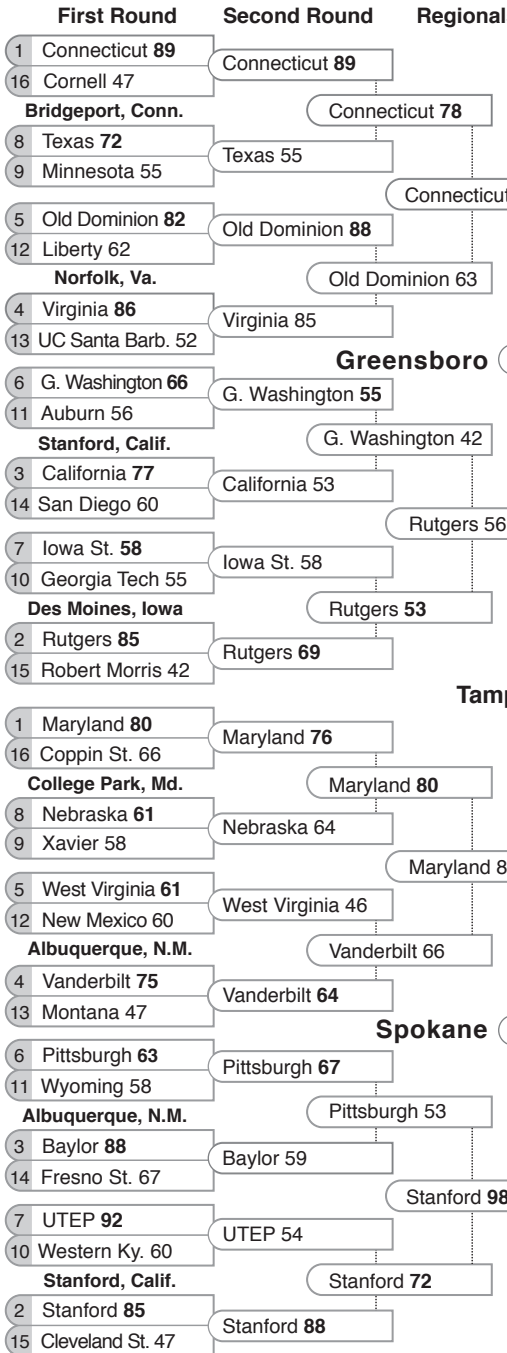 First Round Second Round Regionals
1 Connecticut 89
16 Cornell 47
Connecticut 89
Bridgeport, Conn.
Connecticut 78
8 Texas 72
9 Minnesota 55
Texas 55
Connecticut
5 Old Dominion 82
12 Liberty 62
Old Dominion 88
Norfolk, Va.
Old Dominion 63
4 Virginia 86
13 UC Santa Barb. 52
Virginia 85
Greensboro
6 G. Washington 66
11 Auburn 56
G. Washington 55
Stanford, Calif.
G. Washington 42
3 California 77
14 San Diego 60
California 53
Rutgers 56
7 Iowa St. 58
10 Georgia Tech 55
Iowa St. 58
Des Moines, Iowa
Rutgers 53
2 Rutgers 85
15 Robert Morris 42
Rutgers 69
1 Maryland 80
16 Coppin St. 66
Maryland 76
College Park, Md.
Maryland 80
8 Nebraska 61
9 Xavier 58
Nebraska 64
Maryland
5 West Virginia 61
12 New Mexico 60
West Virginia 46
Albuquerque, N.M.
Vanderbilt 66
4 Vanderbilt 75
13 Montana 47
Vanderbilt 64
Spokane
6 Pittsburgh 63
11 Wyoming 58
Pittsburgh 67
Albuquerque, N.M.
Pittsburgh 53
3 Baylor 88
14 Fresno St. 67
Baylor 59
Stanford 98
7 UTEP 92
10 Western Ky. 60
UTEP 54
Stanford, Calif.
Stanford 72
2 Stanford 85
15 Cleveland St. 47
Stanford 88